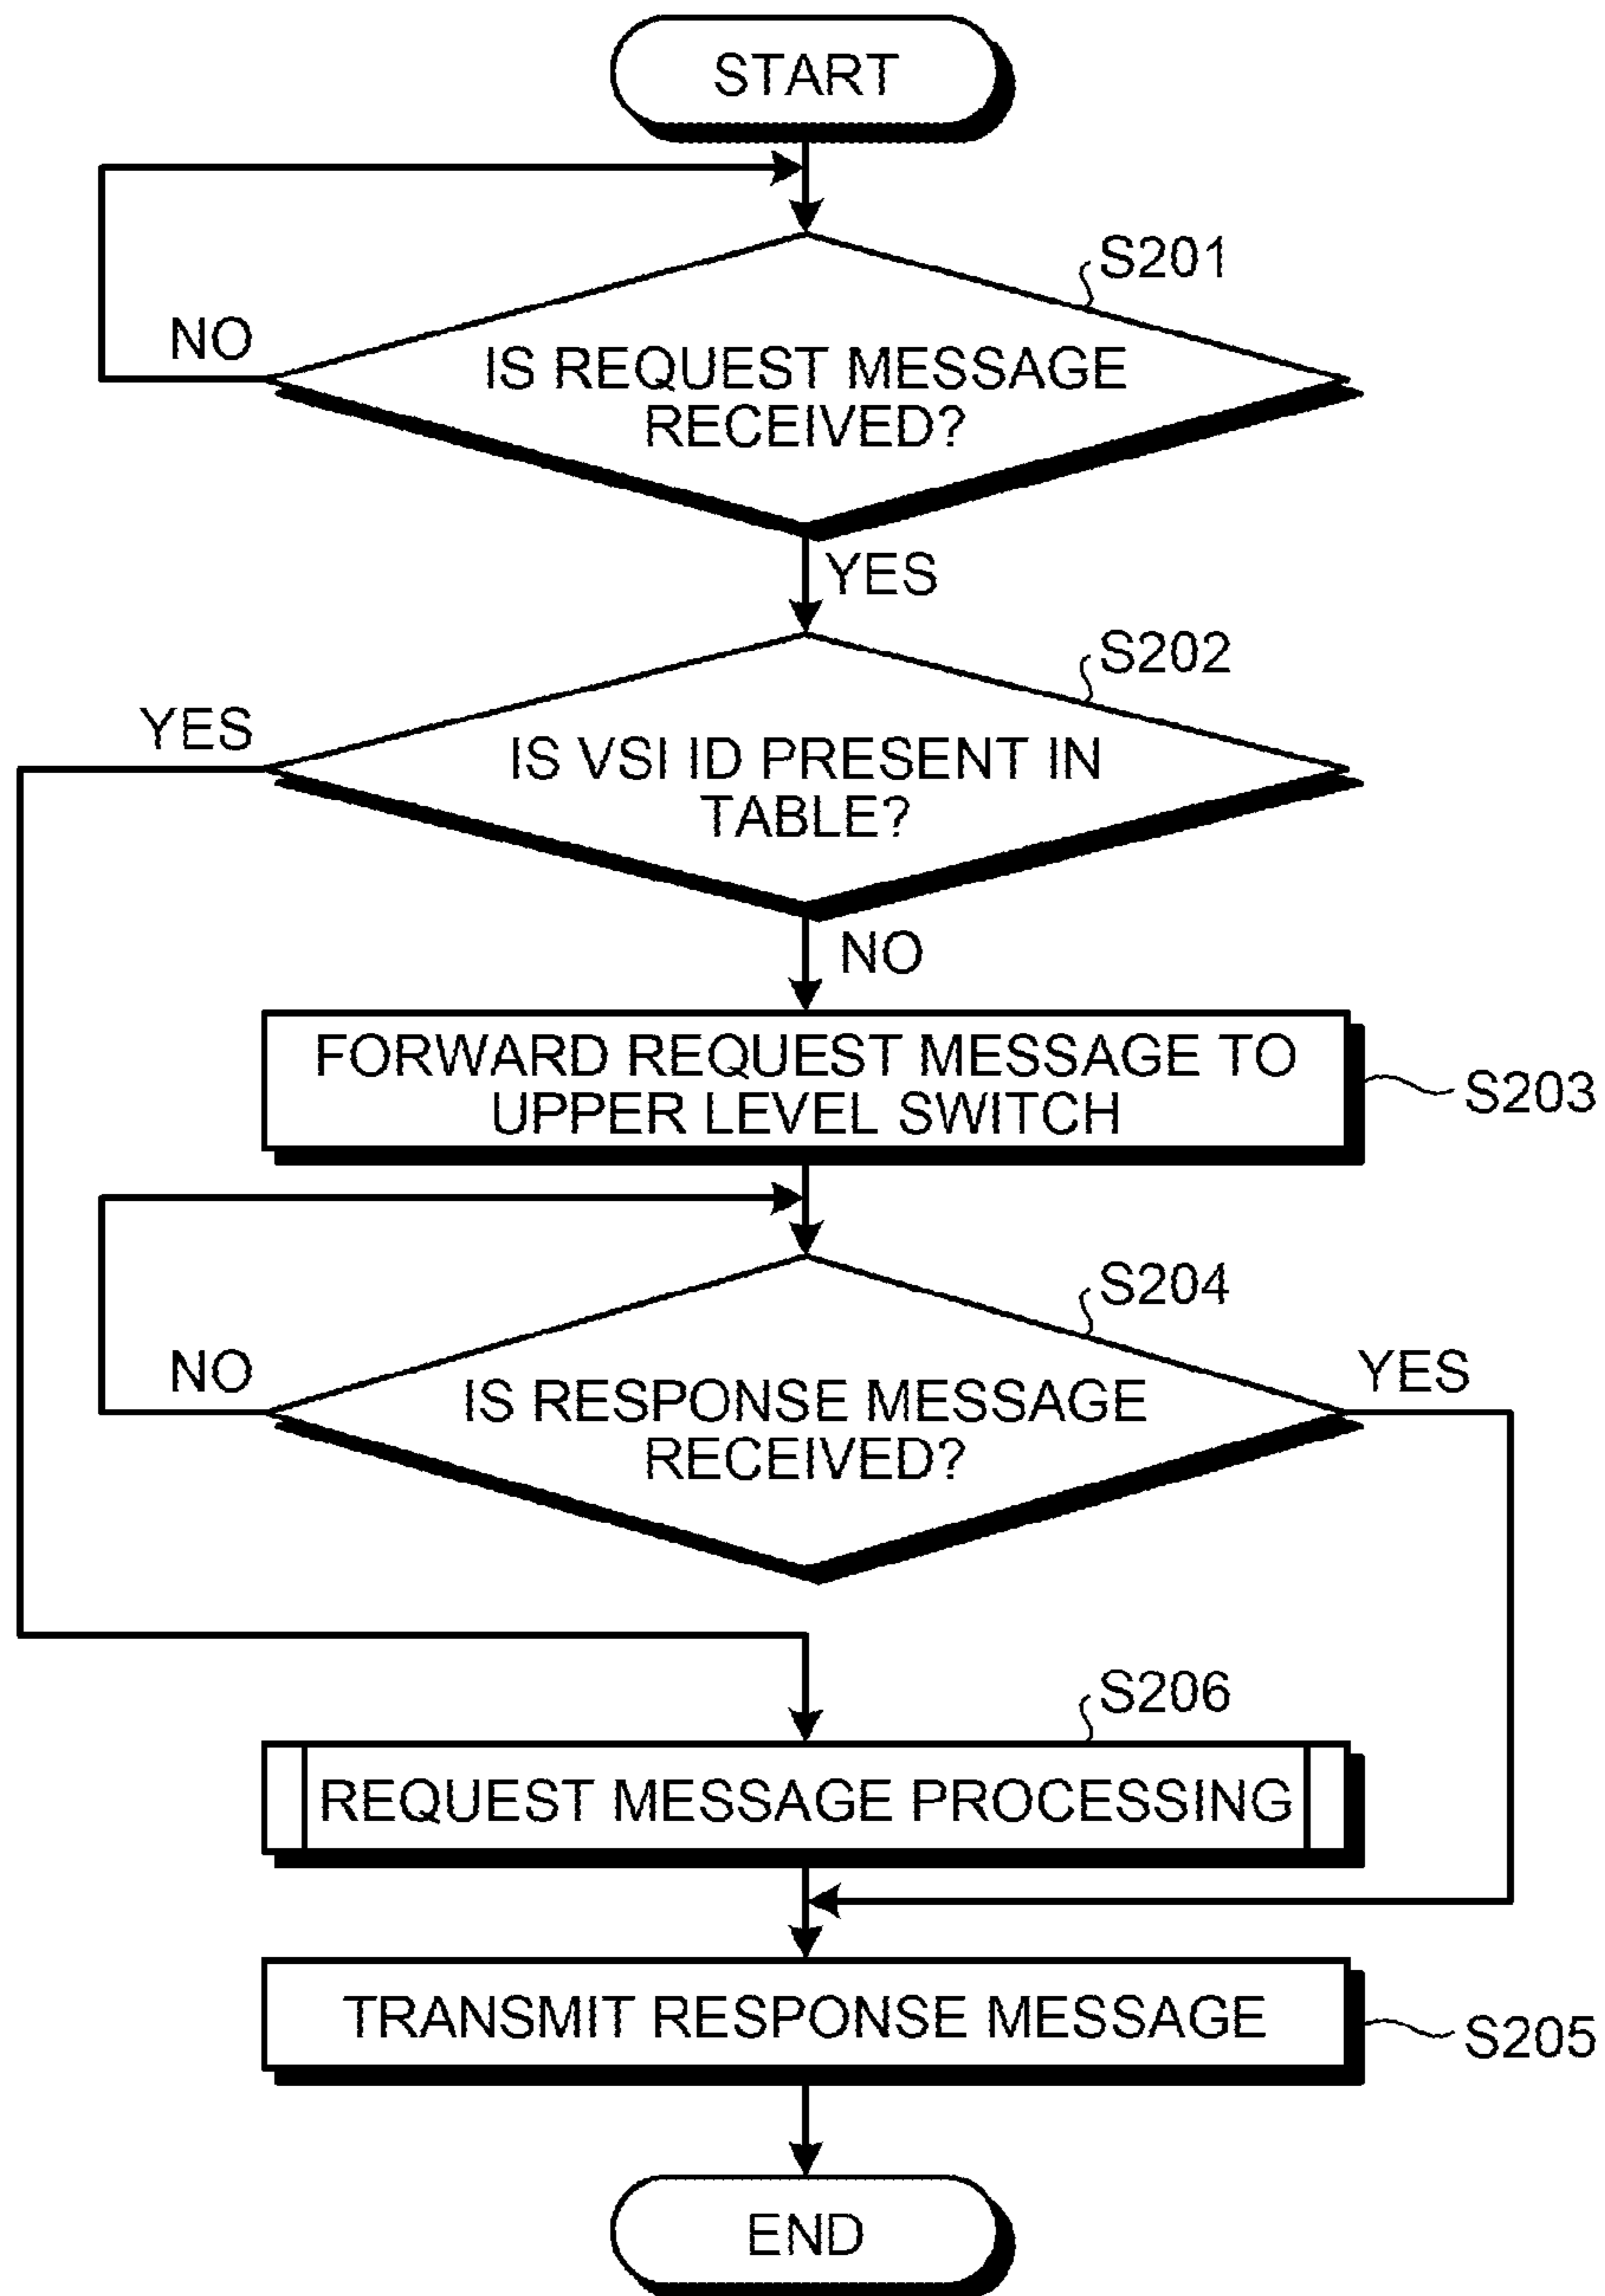 START
S201
NO
IS REQUEST MESSAGE
RECEIVED?
YES
S202
YES
IS VSI ID PRESENT IN
TABLE?
NO
FORWARD REQUEST MESSAGE TO
UPPER LEVEL SWITCH
S203
S204
NO
YES
IS RESPONSE MESSAGE
RECEIVED?
S206
REQUEST MESSAGE PROCESSING
TRANSMIT RESPONSE MESSAGE
S205
END